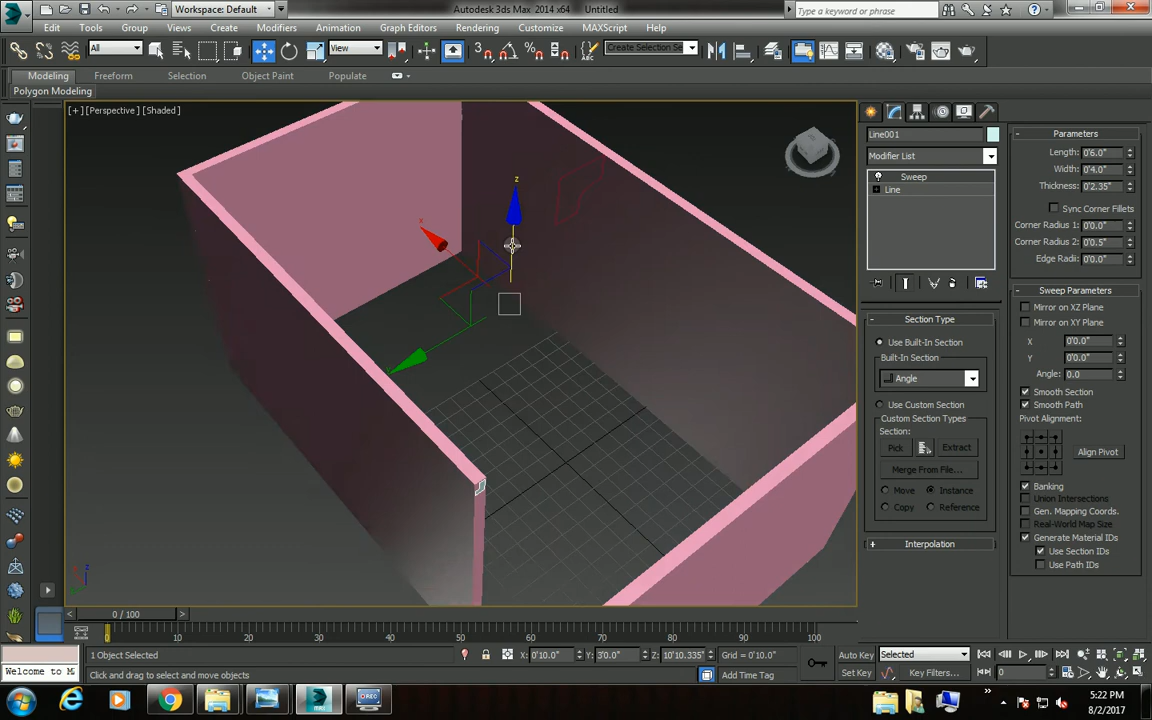 Workspace: Default
Autodesk 3ds Max 2014 x64
Untitled
Type a keyword or phrase
Edit
Tools
Group
Views
Create
Modifiers
Animation
Graph Editors
Rendering
Customize
MAXScript
Help
All
View
Create Selection Se
Modeling
Freeform
Selection
Object Paint
Populate
Polygon Modeling
[+] [Perspective] [Shaded]
Line001
Modifier List
Sweep
Line
Section Type
Use Built-In Section
Built-In Section
Angle
Use Custom Section
Custom Section Types
Section:
Pick
Extract
Merge From File...
Move
Instance
Copy
Reference
Interpolation
Parameters
Length: 0'6.0"
Width: 0'4.0"
Thickness: 0'2.35"
Sync Corner Fillets
Corner Radius 1: 0'0.0"
Corner Radius 2: 0'0.5"
Edge Radii: 0'0.0"
Sweep Parameters
Mirror on XZ Plane
Mirror on XY Plane
X 0'0.0"
Y 0'0.0"
Angle: 0.0
Smooth Section
Smooth Path
Pivot Alignment:
Align Pivot
Banking
Union Intersections
Gen. Mapping Coords.
Real-World Map Size
Generate Material IDs
Use Section IDs
Use Path IDs
z
x
0 / 100
0 10 20 30 40 50 60 70 80 90 100
1 Object Selected
X: 0'10.0" Y: 3'0.0" Z: 10'10.335" Grid = 0'10.0"
Auto Key
Selected
Welcome to M
Click and drag to select and move objects
Add Time Tag
Set Key
Key Filters...
0
MAX
REC
5:22 PM
8/2/2017